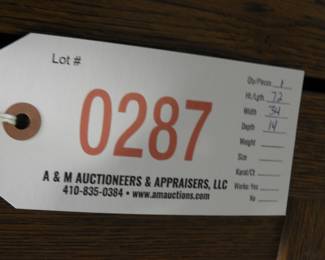 Lot #
0287
A & M AUCTIONEERS & APPRAISERS, LLC
410-835-0384 • www.amauctions.com
Qty/Pieces 1
Ht./Lgth 72
Width 34
Depth 14
Weight
Size
Karat/Ct
Works: Yes
No